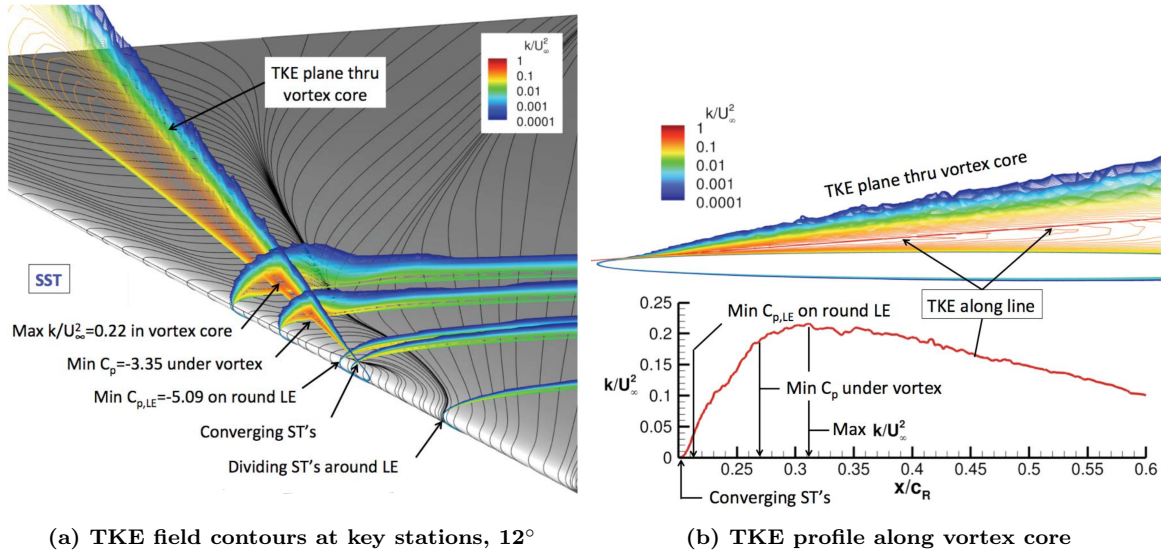 k/U²∞
1
0.1
0.01
0.001
0.0001
TKE plane thru
vortex core
SST
Max k/U²∞=0.22 in vortex core
Min Cp=-3.35 under vortex
Min Cp,LE=-5.09 on round LE
Converging ST's
Dividing ST's around LE
(a) TKE field contours at key stations, 12°
k/U²∞
1
0.1
0.01
0.001
0.0001
TKE plane thru vortex core
TKE along line
0.25
0.2
0.15
0.1
0.05
0
k/U²∞
Min Cp,LE on round LE
Min Cp under vortex
Max k/U²∞
0.25
0.3
0.35
0.4
0.45
0.5
0.55
0.6
x/cR
Converging ST's
(b) TKE profile along vortex core